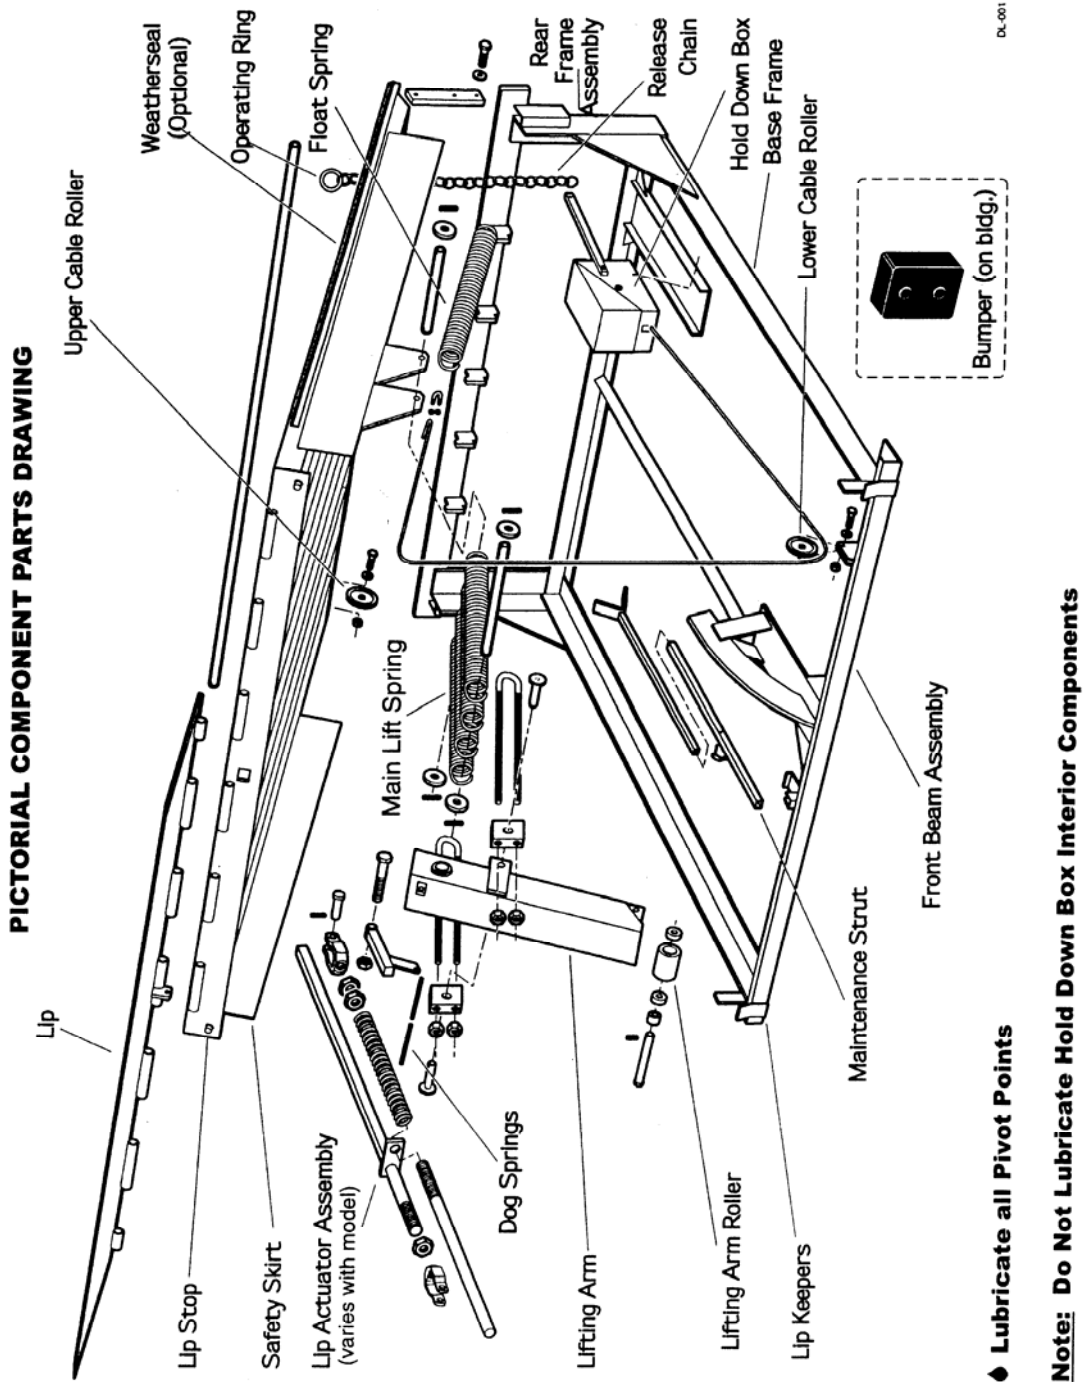 PICTORIAL COMPONENT PARTS DRAWING
Lip
Upper Cable Roller
Weatherseal
(Optional)
Operating Ring
Float Spring
Rear
Frame
Assembly
Release
Chain
Hold Down Box
Base Frame
Lower Cable Roller
Bumper (on bldg.)
Main Lift Spring
Lip Stop
Safety Skirt
Lip Actuator Assembly
(varies with model)
Dog Springs
Lifting Arm
Lifting Arm Roller
Lip Keepers
Maintenance Strut
Front Beam Assembly
Lubricate all Pivot Points
Note: Do Not Lubricate Hold Down Box Interior Components
DL-001